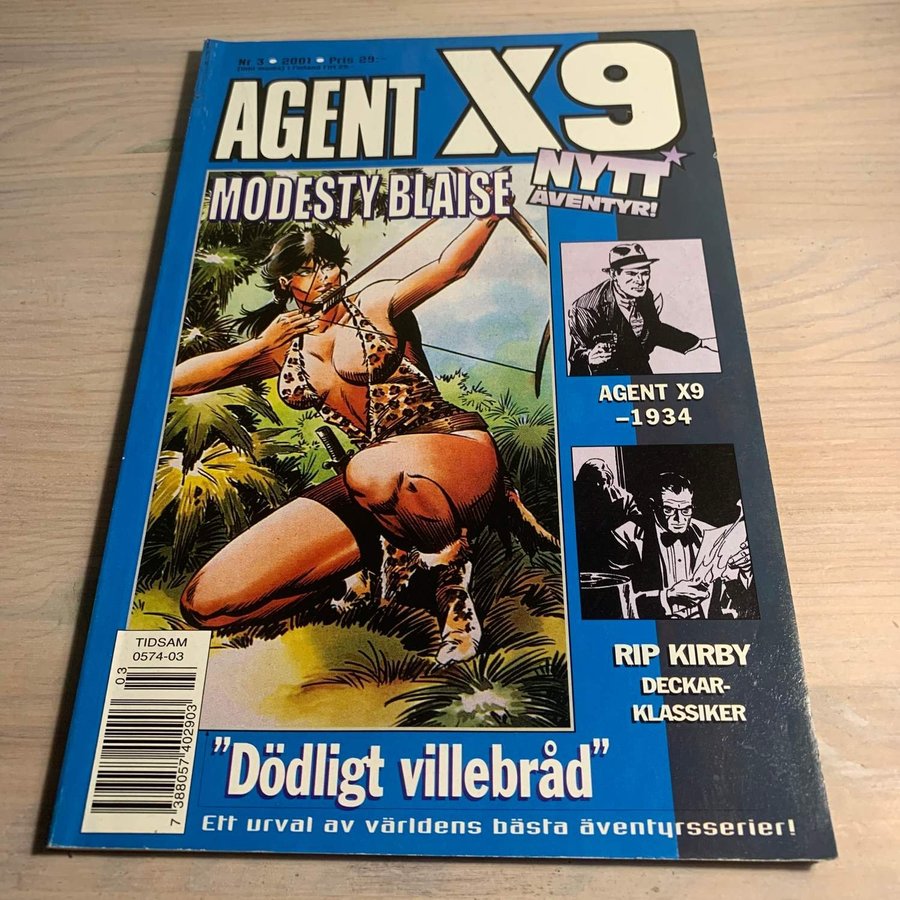 Nr 3 • 2001 • Pris 29:-
AGENT X9
MODESTY BLAISE
NYTT
ÄVENTYR!
AGENT X9
–1934
RIP KIRBY
DECKAR-
KLASSIKER
TIDSAM
0574-03
03
7 388057 402903
"Dödligt villebråd"
Ett urval av världens bästa äventyrsserier!